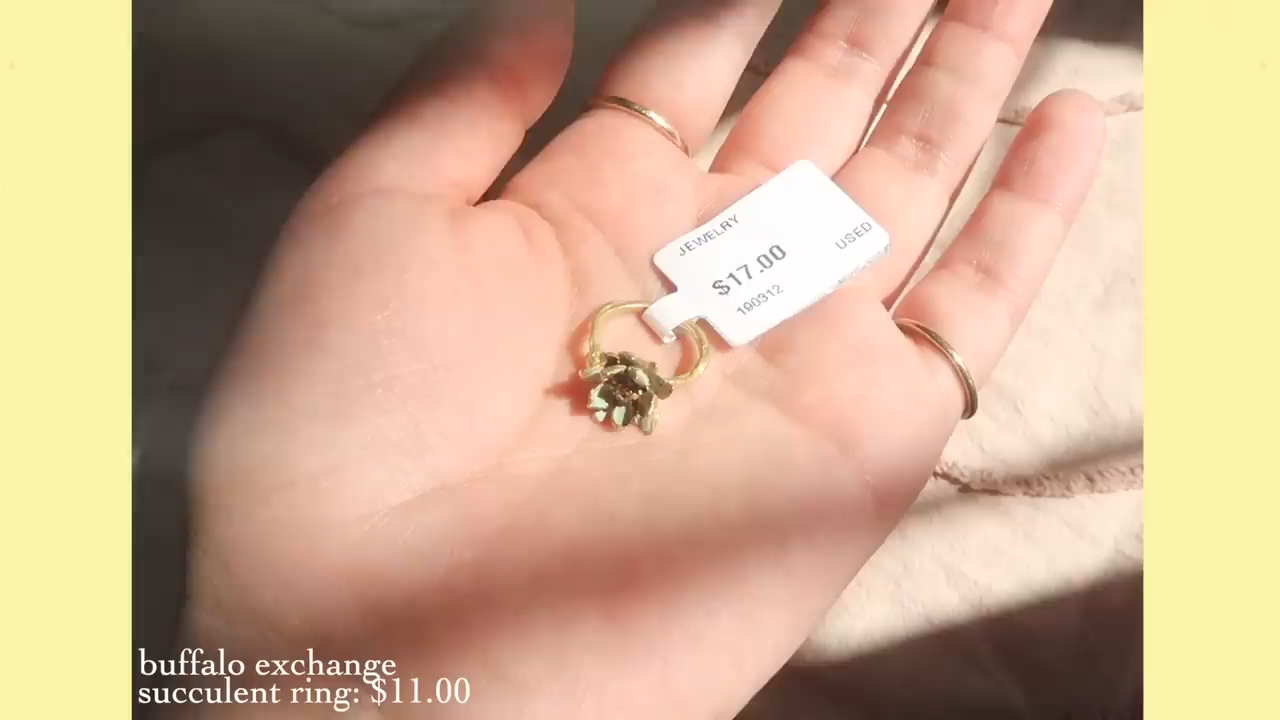 JEWELRY
$17.00
USED
190312
buffalo exchange
succulent ring: $11.00